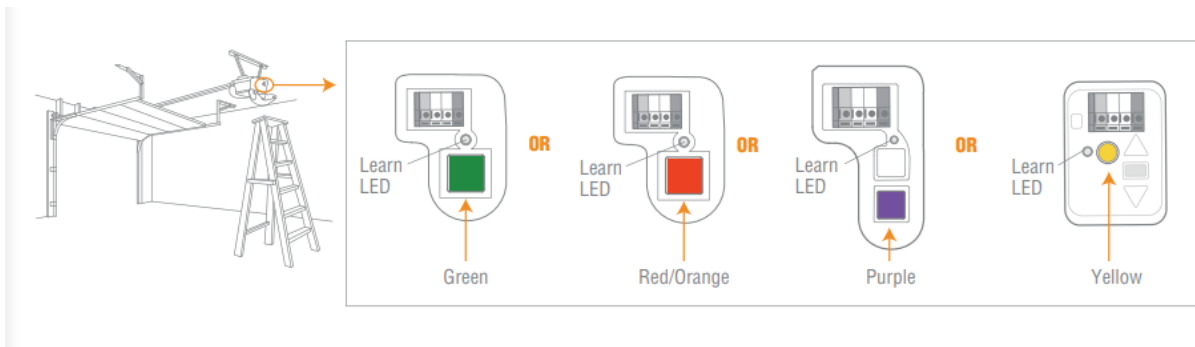 Learn
LED
Green
OR
Learn
LED
Red/Orange
OR
Learn
LED
Purple
OR
Learn
LED
Yellow